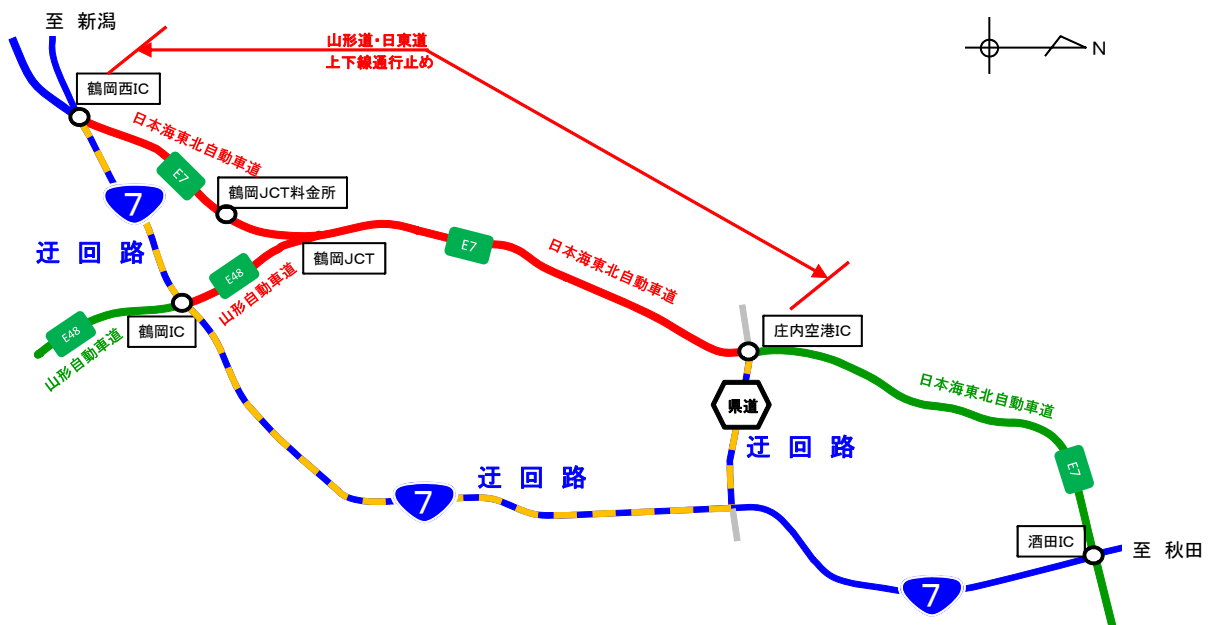 至 新潟
山形道・日東道
上下線通行止め
N
鶴岡西IC
日本海東北自動車道
E7
7
鶴岡JCT料金所
迂回路
鶴岡JCT
E7
日本海東北自動車道
E48
山形自動車道
鶴岡IC
E48
山形自動車道
庄内空港IC
県道
日本海東北自動車道
迂回路
迂回路
7
E7
酒田IC
至 秋田
7